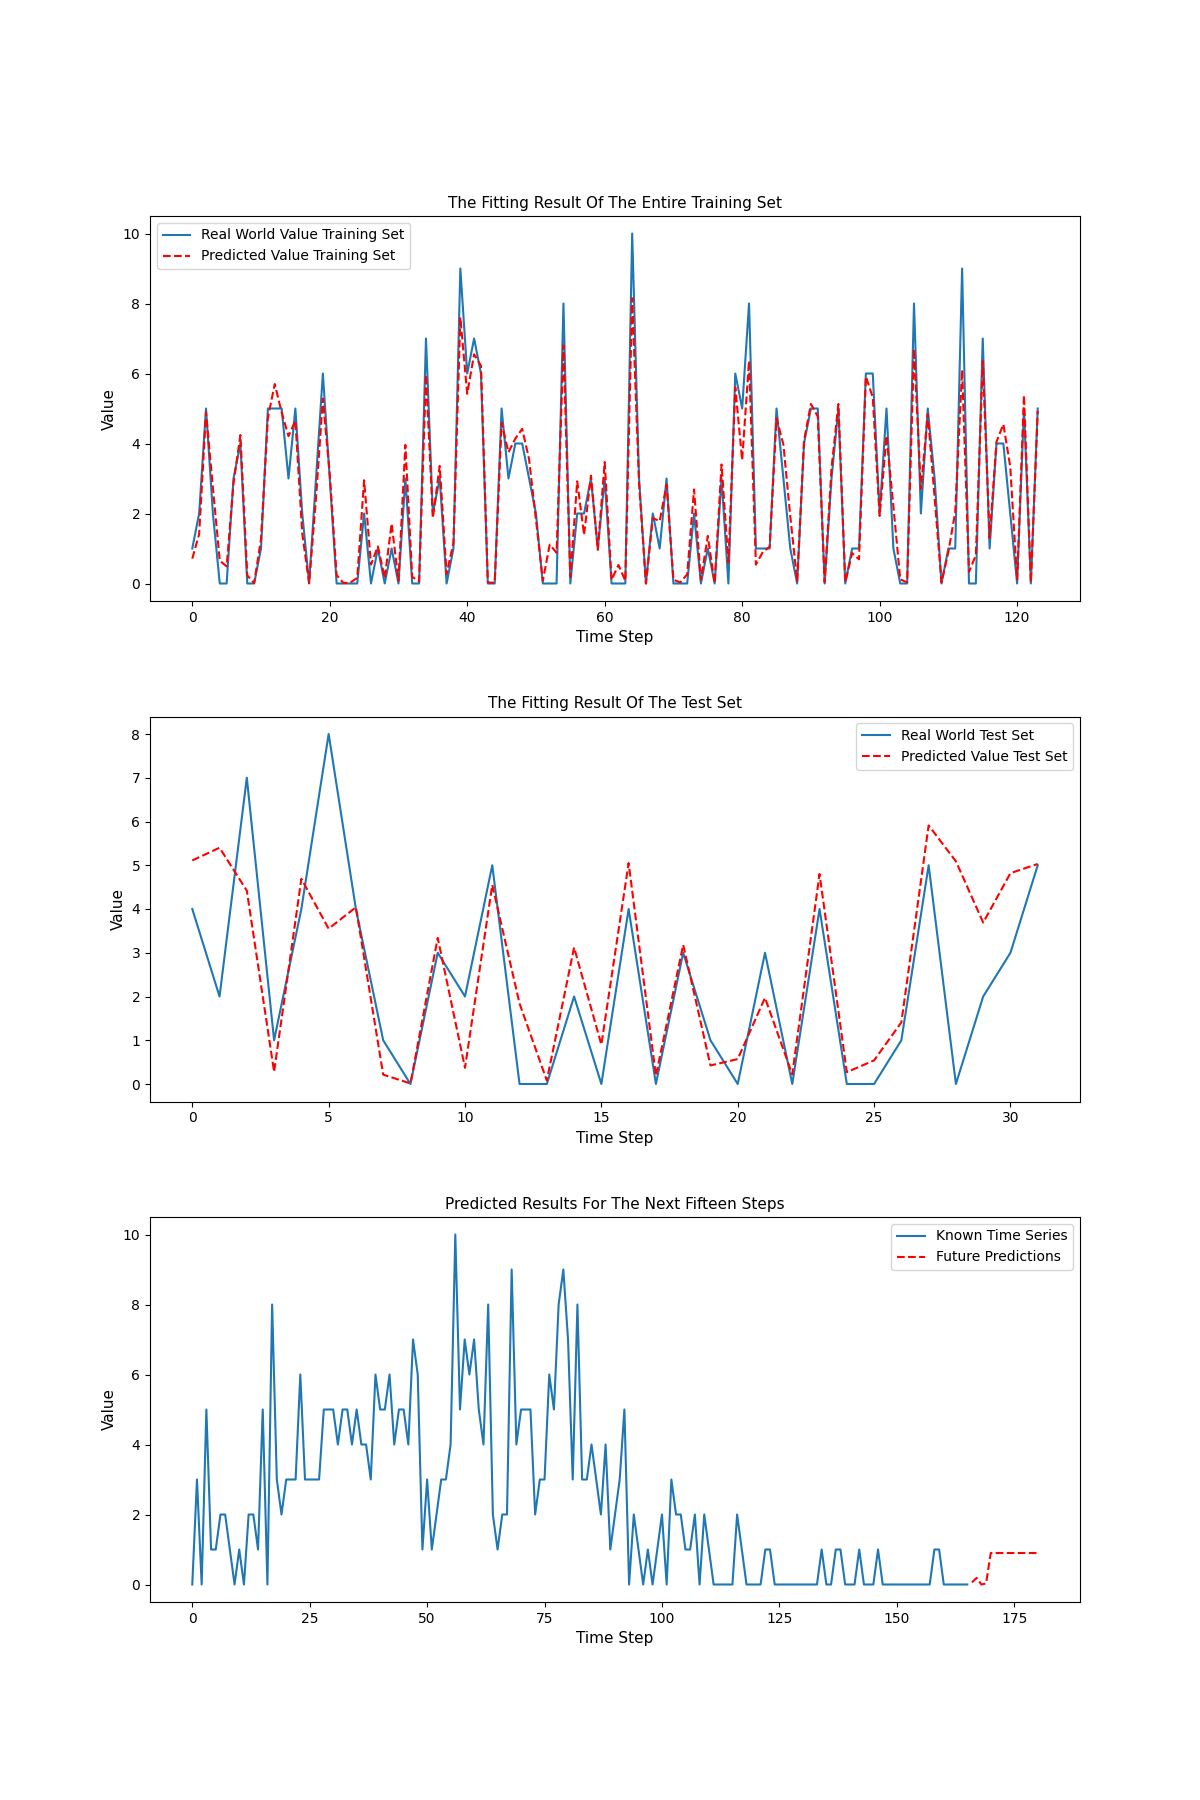 The Fitting Result Of The Entire Training Set
Real World Value Training Set
Predicted Value Training Set
Value
10
8
6
4
2
0
0 20 40 60 80 100 120
Time Step
The Fitting Result Of The Test Set
Real World Test Set
Predicted Value Test Set
Value
8
7
6
5
4
3
2
1
0
0 5 10 15 20 25 30
Time Step
Predicted Results For The Next Fifteen Steps
Known Time Series
Future Predictions
Value
10
8
6
4
2
0
0 25 50 75 100 125 150 175
Time Step